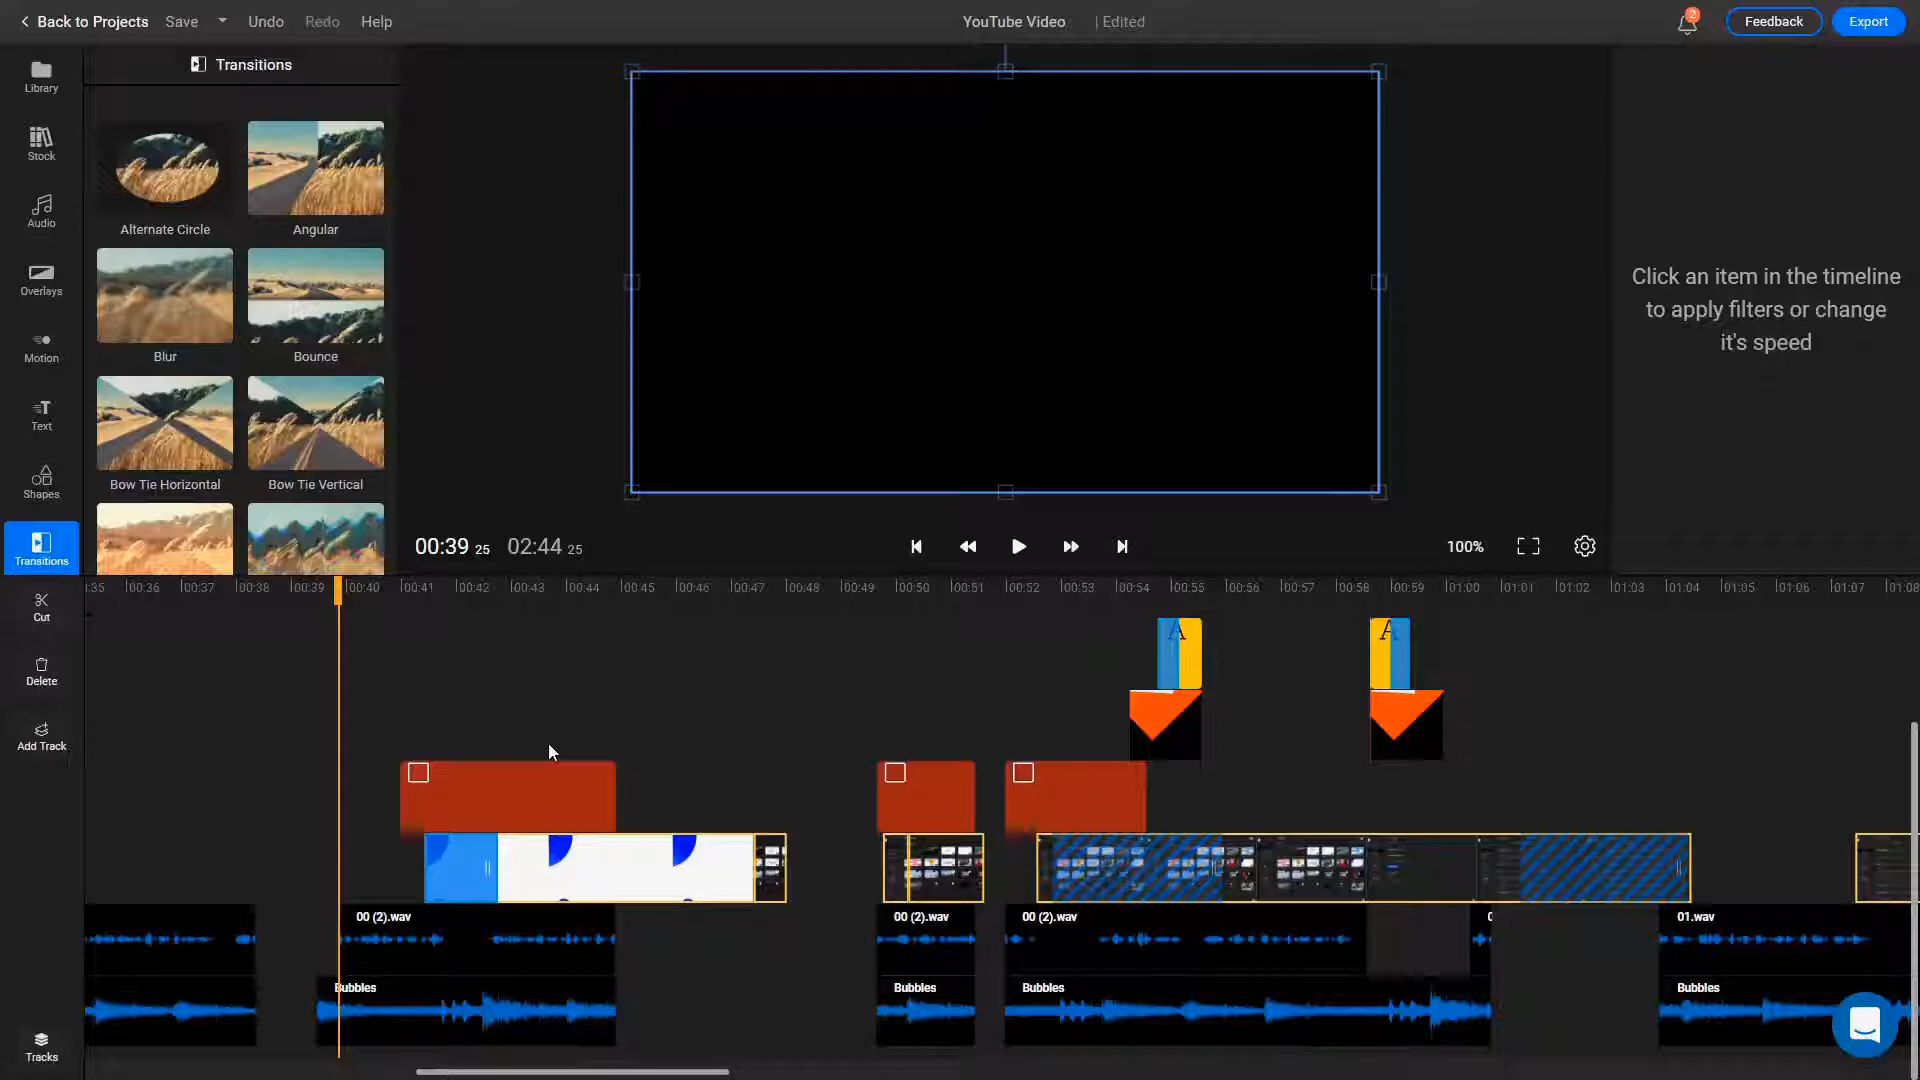 Back to Projects Save Undo Redo Help YouTube Video | Edited 2 Feedback Export
Transitions
Library
Stock
Audio
Overlays
Motion
Text
Shapes
Transitions
Alternate Circle Angular
Blur Bounce
Bow Tie Horizontal Bow Tie Vertical
Click an item in the timeline
to apply filters or change
it's speed
00:39 25 02:44 25 100%
:35 00:36 00:37 00:38 00:39 00:40 00:41 00:42 00:43 00:44 00:45 00:46 00:47 00:48 00:49 00:50 00:51 00:52 00:53 00:54 00:55 00:56 00:57 00:58 00:59 01:00 01:01 01:02 01:03 01:04 01:05 01:06 01:07 01:08
Cut
Delete
Add Track
Tracks
A A
00 (2).wav 00 (2).wav 00 (2).wav 01.wav
Bubbles Bubbles Bubbles Bubbles